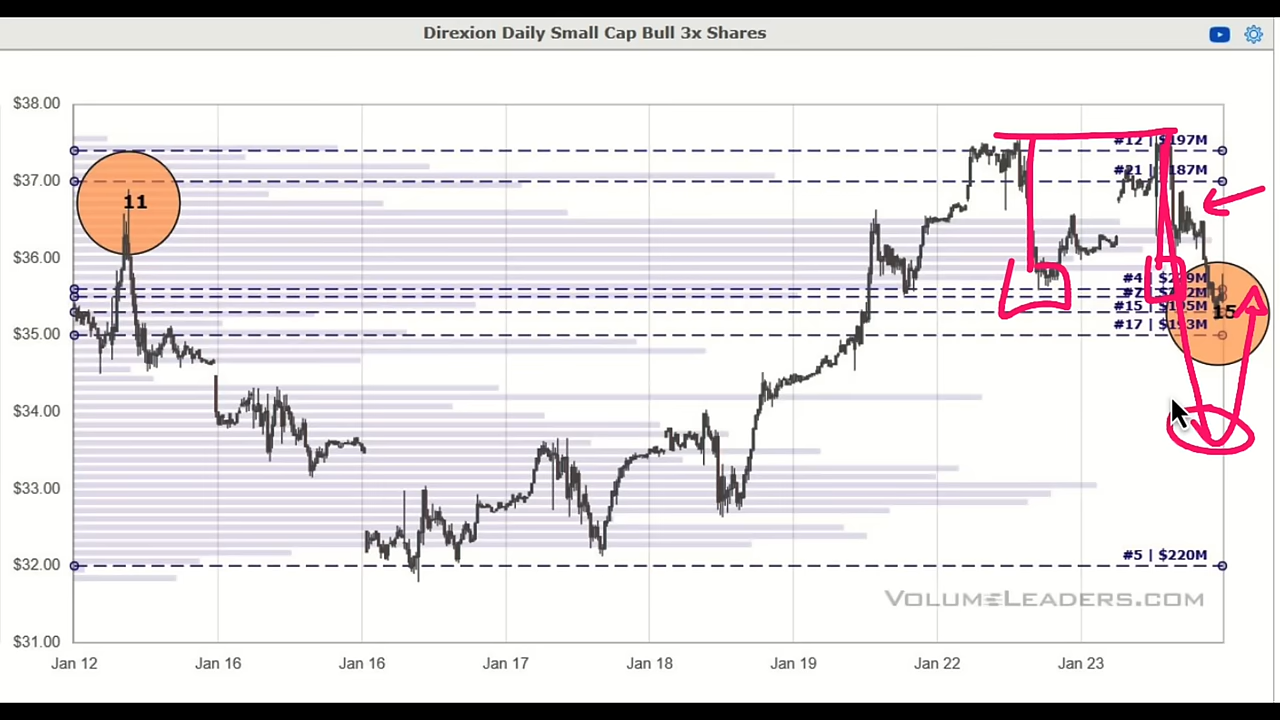 Direxion Daily Small Cap Bull 3x Shares
$38.00
$37.00
$36.00
$35.00
$34.00
$33.00
$32.00
$31.00
11
#12 | $197M
#21 | $187M
#4
#15 | $195M
15
#17 | $193M
#5 | $220M
VOLUMELEADERS.COM
Jan 12
Jan 16
Jan 16
Jan 17
Jan 18
Jan 19
Jan 22
Jan 23